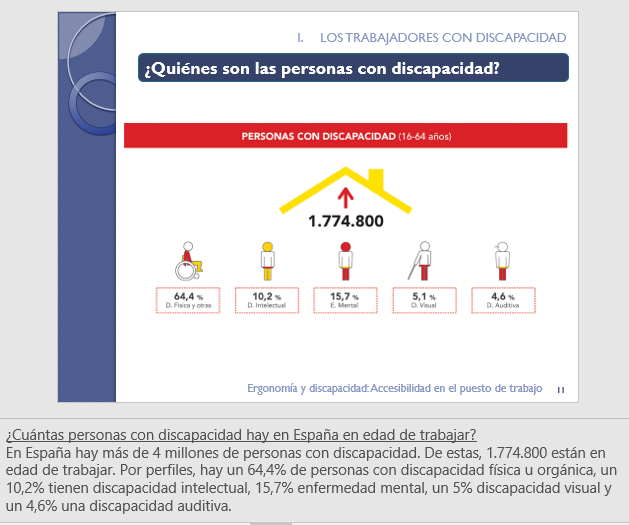 I. LOS TRABAJADORES CON DISCAPACIDAD
¿Quiénes son las personas con discapacidad?
PERSONAS CON DISCAPACIDAD (16-64 años)
1.774.800
64,4 %
D. Física y otras
10,2 %
D. Intelectual
15,7 %
E. Mental
5,1 %
D. Visual
4,6 %
D. Auditiva
Ergonomía y discapacidad: Accesibilidad en el puesto de trabajo 11
¿Cuántas personas con discapacidad hay en España en edad de trabajar?
En España hay más de 4 millones de personas con discapacidad. De estas, 1.774.800 están en
edad de trabajar. Por perfiles, hay un 64,4% de personas con discapacidad física u orgánica, un
10,2% tienen discapacidad intelectual, 15,7% enfermedad mental, un 5% discapacidad visual y
un 4,6% una discapacidad auditiva.